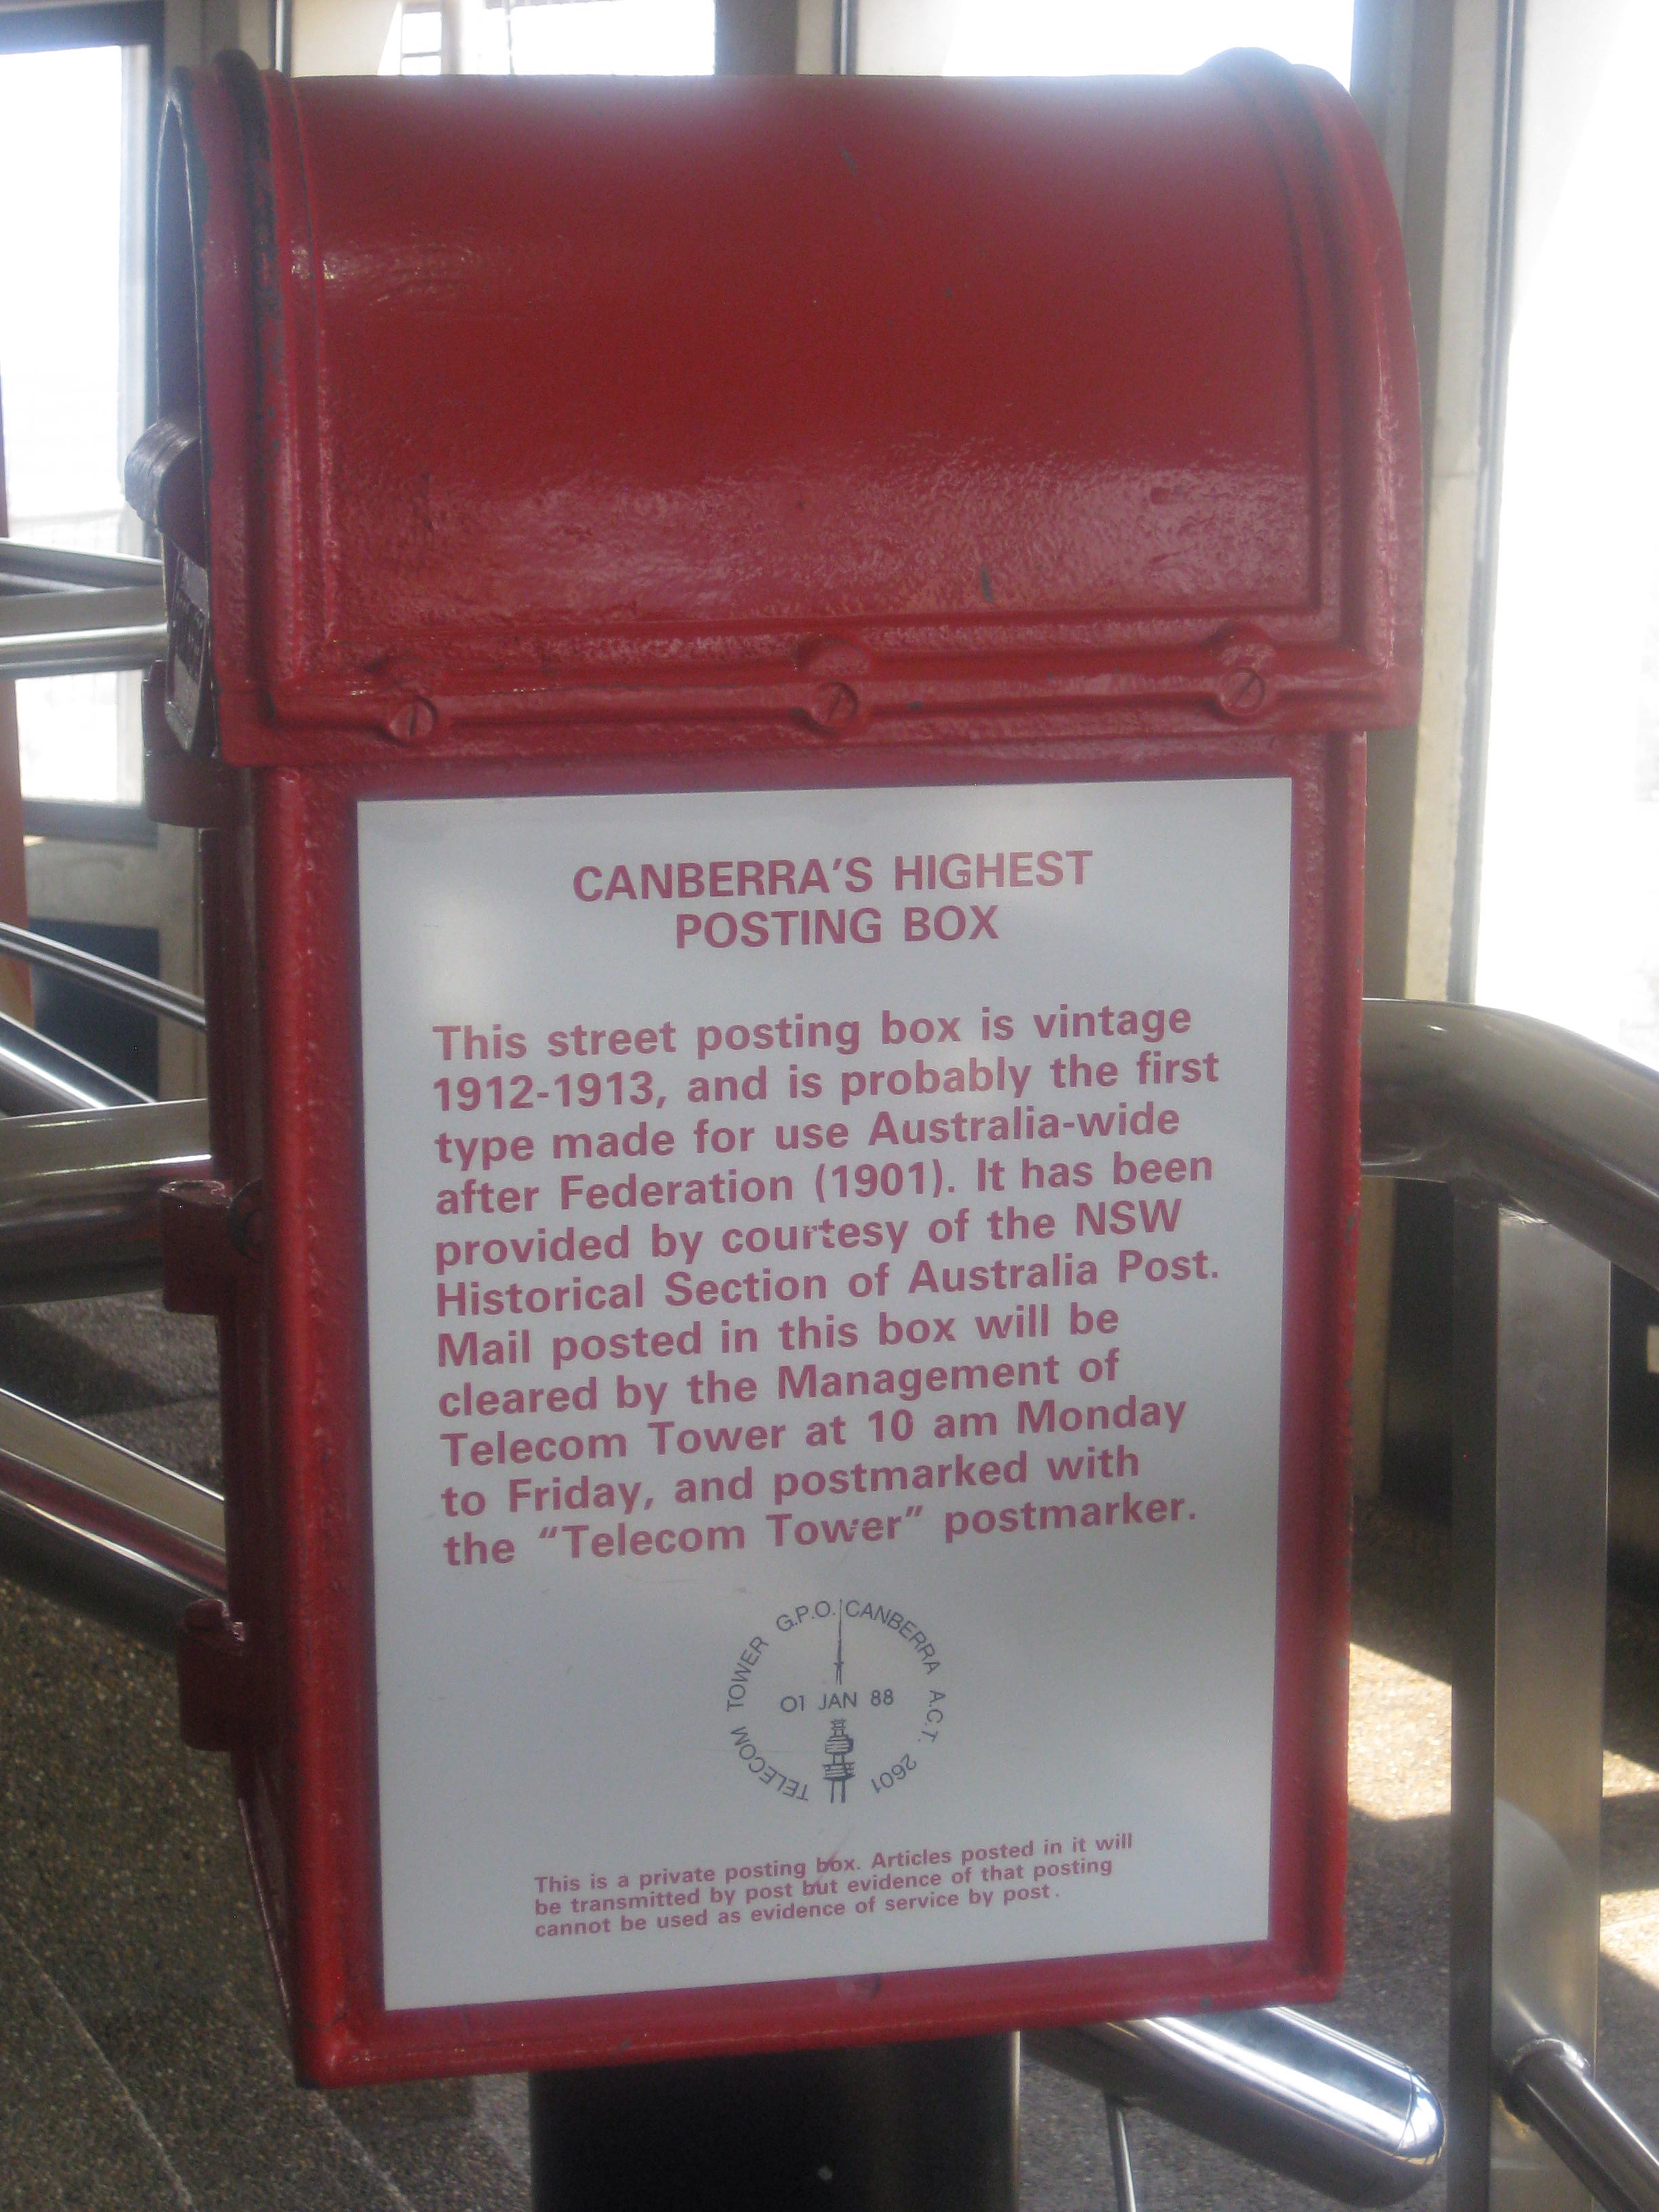 CANBERRA'S HIGHEST
POSTING BOX
This street posting box is vintage
1912-1913, and is probably the first
type made for use Australia-wide
after Federation (1901). It has been
provided by courtesy of the NSW
Historical Section of Australia Post.
Mail posted in this box will be
cleared by the Management of
Telecom Tower at 10 am Monday
to Friday, and postmarked with
the “Telecom Tower” postmarker.
TELECOM TOWER G.P.O. CANBERRA A.C.T. 2601
01 JAN 88
This is a private posting box. Articles posted in it will
be transmitted by post but evidence of that posting
cannot be used as evidence of service by post.